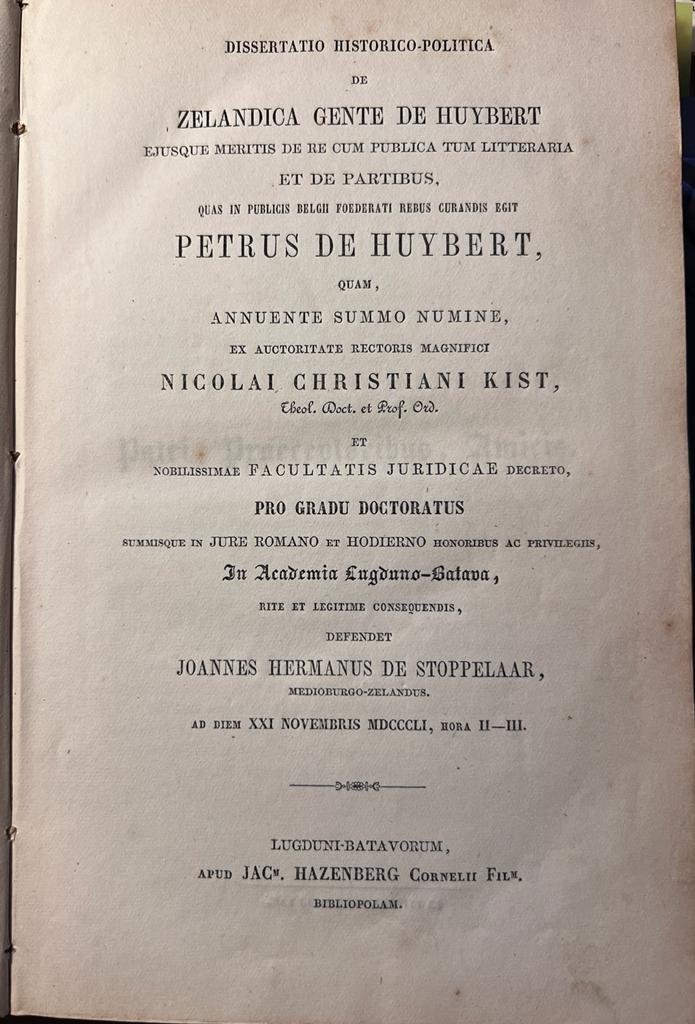 DISSERTATIO HISTORICO-POLITICA
DE
ZELANDICA GENTE DE HUYBERT
EJUSQUE MERITIS DE RE CUM PUBLICA TUM LITTERARIA
ET DE PARTIBUS,
QUAS IN PUBLICIS BELGII FOEDERATI REBUS CURANDIS EGIT
PETRUS DE HUYBERT,
QUAM,
ANNUENTE SUMMO NUMINE,
EX AUCTORITATE RECTORIS MAGNIFICI
NICOLAI CHRISTIANI KIST,
Theol. Doct. et Prof. Ord.
ET
NOBILISSIMAE FACULTATIS JURIDICAE DECRETO,
PRO GRADU DOCTORATUS
SUMMISQUE IN JURE ROMANO ET HODIERNO HONORIBUS AC PRIVILEGIIS,
In Academia Lugduno-Batava,
RITE ET LEGITIME CONSEQUENDIS,
DEFENDET
JOANNES HERMANUS DE STOPPELAAR,
MEDIOBURGO-ZELANDUS.
AD DIEM XXI NOVEMBRIS MDCCCLI, HORA II—III.
LUGDUNI-BATAVORUM,
APUD JACᴹ. HAZENBERG CORNELII FILᴹ.
BIBLIOPOLAM.